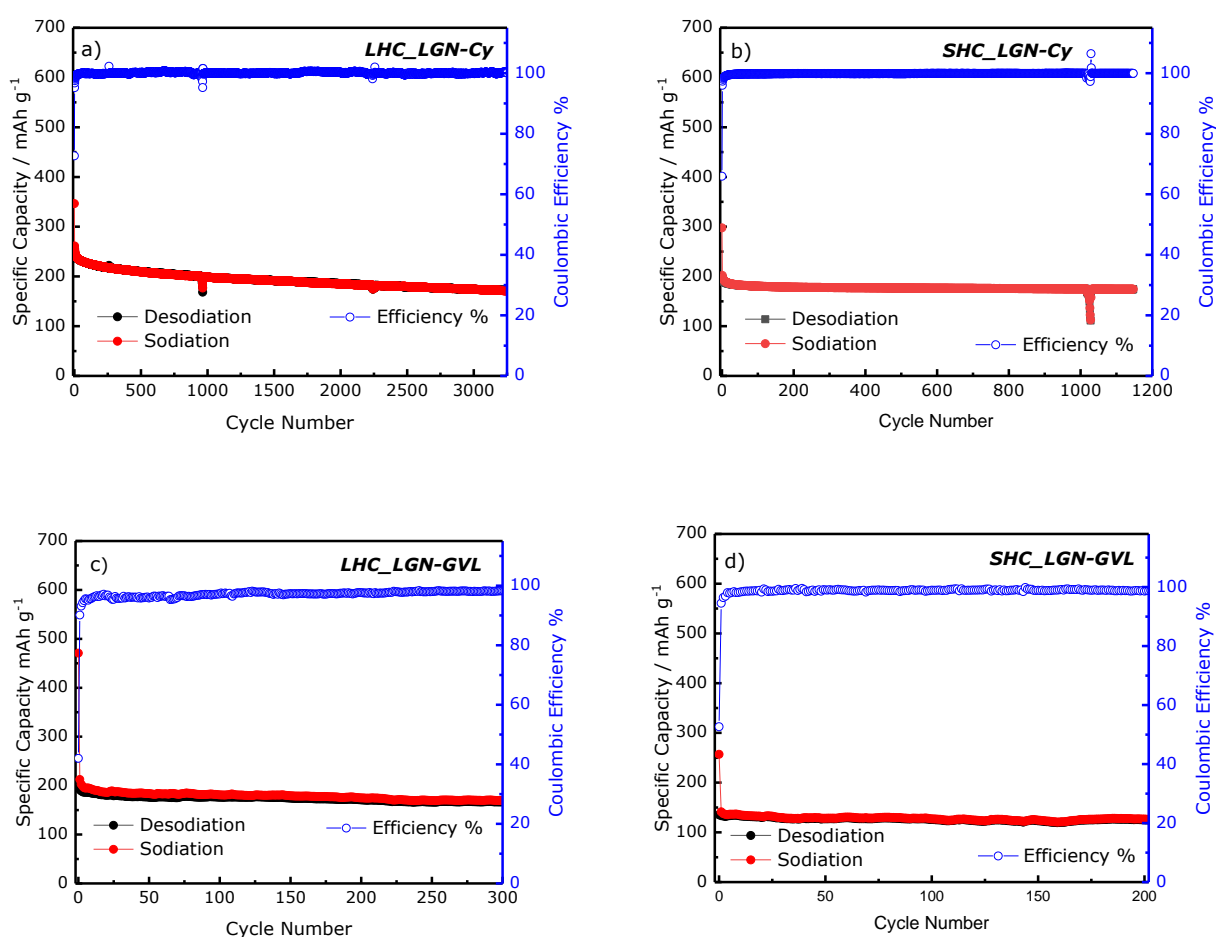 a)
LHC_LGN-Cy
700
600
500
400
300
200
100
0
Specific Capacity / mAh g-1
100
80
60
40
20
0
Coulombic Efficiency %
Desodiation
Sodiation
Efficiency %
0 500 1000 1500 2000 2500 3000
Cycle Number
b)
SHC_LGN-Cy
700
600
500
400
300
200
100
0
Specific Capacity / mAh g-1
100
80
60
40
20
0
Coulombic Efficiency %
Desodiation
Sodiation
Efficiency %
0 200 400 600 800 1000 1200
Cycle Number
c)
LHC_LGN-GVL
700
600
500
400
300
200
100
0
Specific Capacity mAh g-1
100
80
60
40
20
0
Coulombic Efficiency %
Desodiation
Sodiation
Efficiency %
0 50 100 150 200 250 300
Cycle Number
d)
SHC_LGN-GVL
700
600
500
400
300
200
100
0
Specific Capacity / mAh g-1
100
80
60
40
20
0
Coulombic Efficiency %
Desodiation
Sodiation
Efficiency %
0 50 100 150 200
Cycle Number